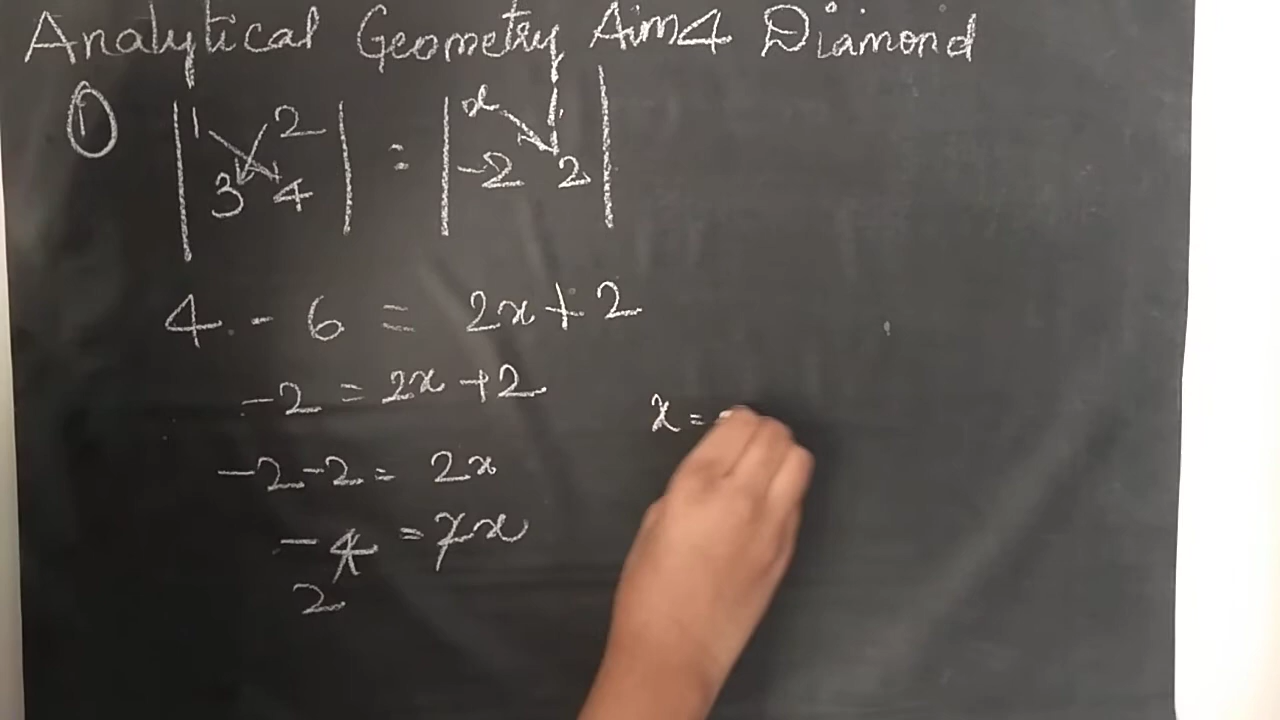 Analytical Geometry Aim4 Diamond
① | 1 2 | = | x 1 |
| 3 4 | | -2 2 |
4 - 6 = 2x + 2
-2 = 2x + 2
x =
-2 - 2 = 2x
-4 = 2x
2